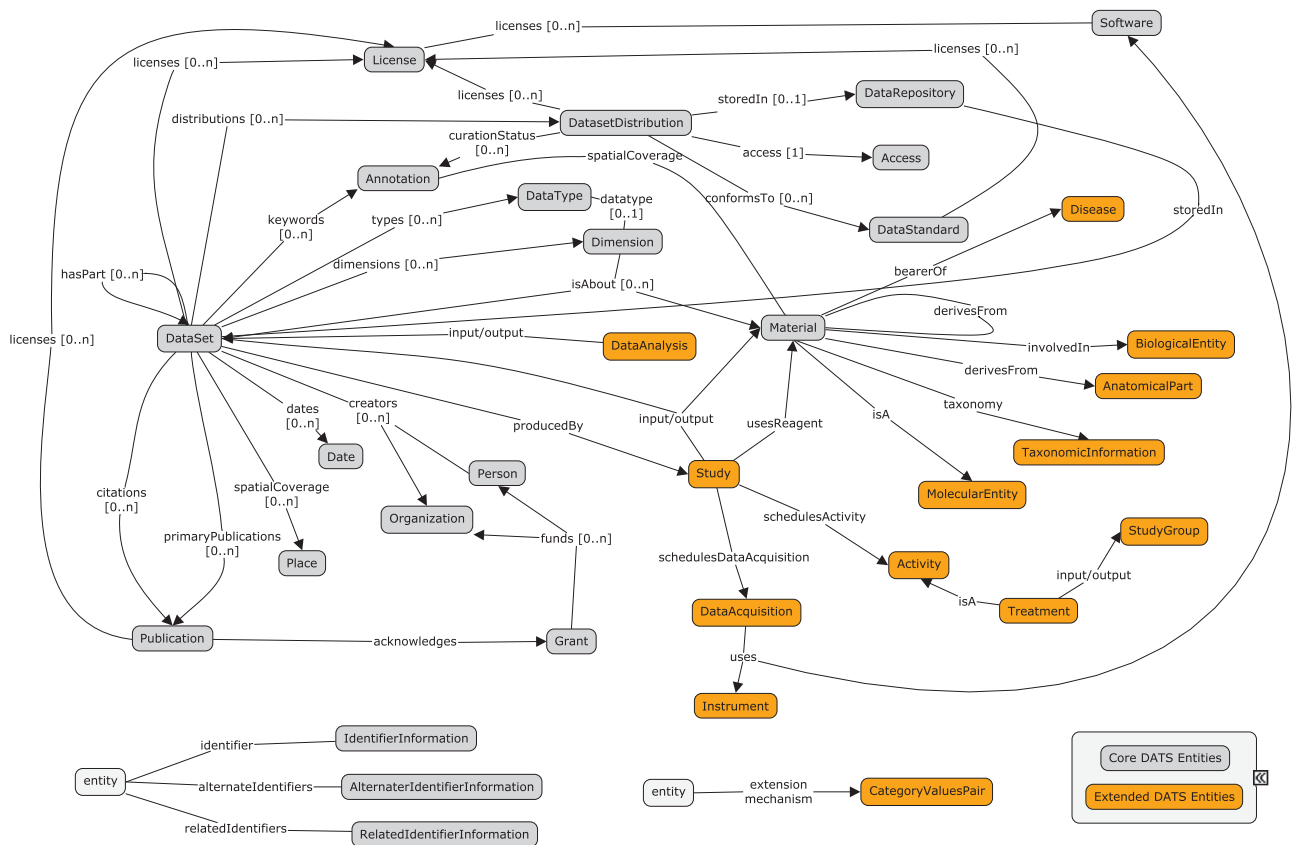 Software
licenses [0..n]
License
licenses [0..n]
licenses [0..n]
licenses [0..n]
DataRepository
storedIn [0..1]
distributions [0..n]
DatasetDistribution
curationStatus
[0..n]
access [1]
Access
spatialCoverage
Annotation
DataType
datatype
[0..1]
conformsTo [0..n]
Disease
storedIn
keywords
[0..n]
types [0..n]
DataStandard
Dimension
dimensions [0..n]
hasPart [0..n]
bearerOf
isAbout [0..n]
derivesFrom
Material
input/output
DataSet
licenses [0..n]
DataAnalysis
involvedIn
BiologicalEntity
derivesFrom
AnatomicalPart
dates
[0..n]
creators
[0..n]
taxonomy
isA
input/output
usesReagent
producedBy
TaxonomicInformation
Date
Person
Study
citations
[0..n]
spatialCoverage
[0..n]
MolecularEntity
Organization
schedulesActivity
StudyGroup
primaryPublications
[0..n]
funds [0..n]
Place
schedulesDataAcquisition
Activity
input/output
isA
Treatment
DataAcquisition
Publication
acknowledges
Grant
uses
Instrument
identifier
IdentifierInformation
entity
alternateIdentifiers
AlternaterIdentifierInformation
relatedIdentifiers
RelatedIdentifierInformation
entity
extension
mechanism
CategoryValuesPair
Core DATS Entities
Extended DATS Entities